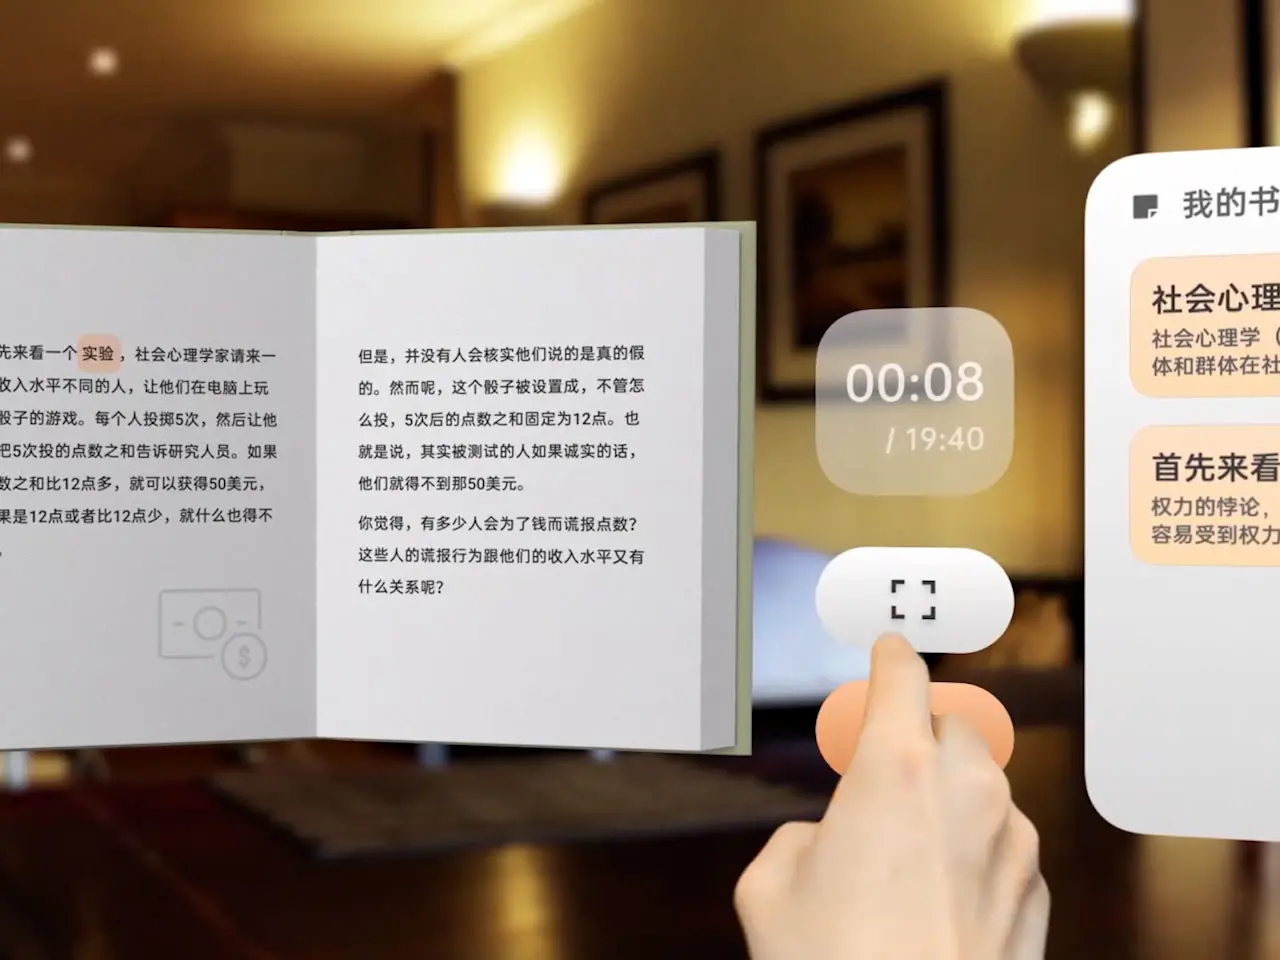 先来看一个 实验 ，社会心理学家请来一
收入水平不同的人，让他们在电脑上玩
骰子的游戏。每个人投掷5次，然后让他
把5次投的点数之和告诉研究人员。如果
数之和比12点多，就可以获得50美元，
果是12点或者比12点少，就什么也得不
。
$
但是，并没有人会核实他们说的是真的假
的。然而呢，这个骰子被设置成，不管怎
么投，5次后的点数之和固定为12点。也
就是说，其实被测试的人如果诚实的话，
他们就得不到那50美元。
你觉得，有多少人会为了钱而谎报点数？
这些人的谎报行为跟他们的收入水平又有
什么关系呢？
00:08
/ 19:40
我的书
社会心理
社会心理学（
体和群体在社
首先来看
权力的悖论，
容易受到权力